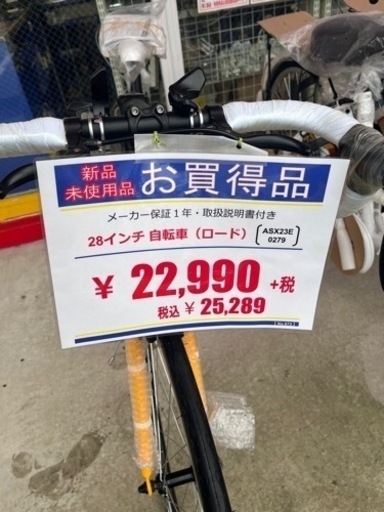 新品
未使用品
お買得品
メーカー保証1年・取扱説明書付き
28インチ 自転車（ロード）
ASX23E
0279
¥ 22,990 +税
税込 ¥ 25,289